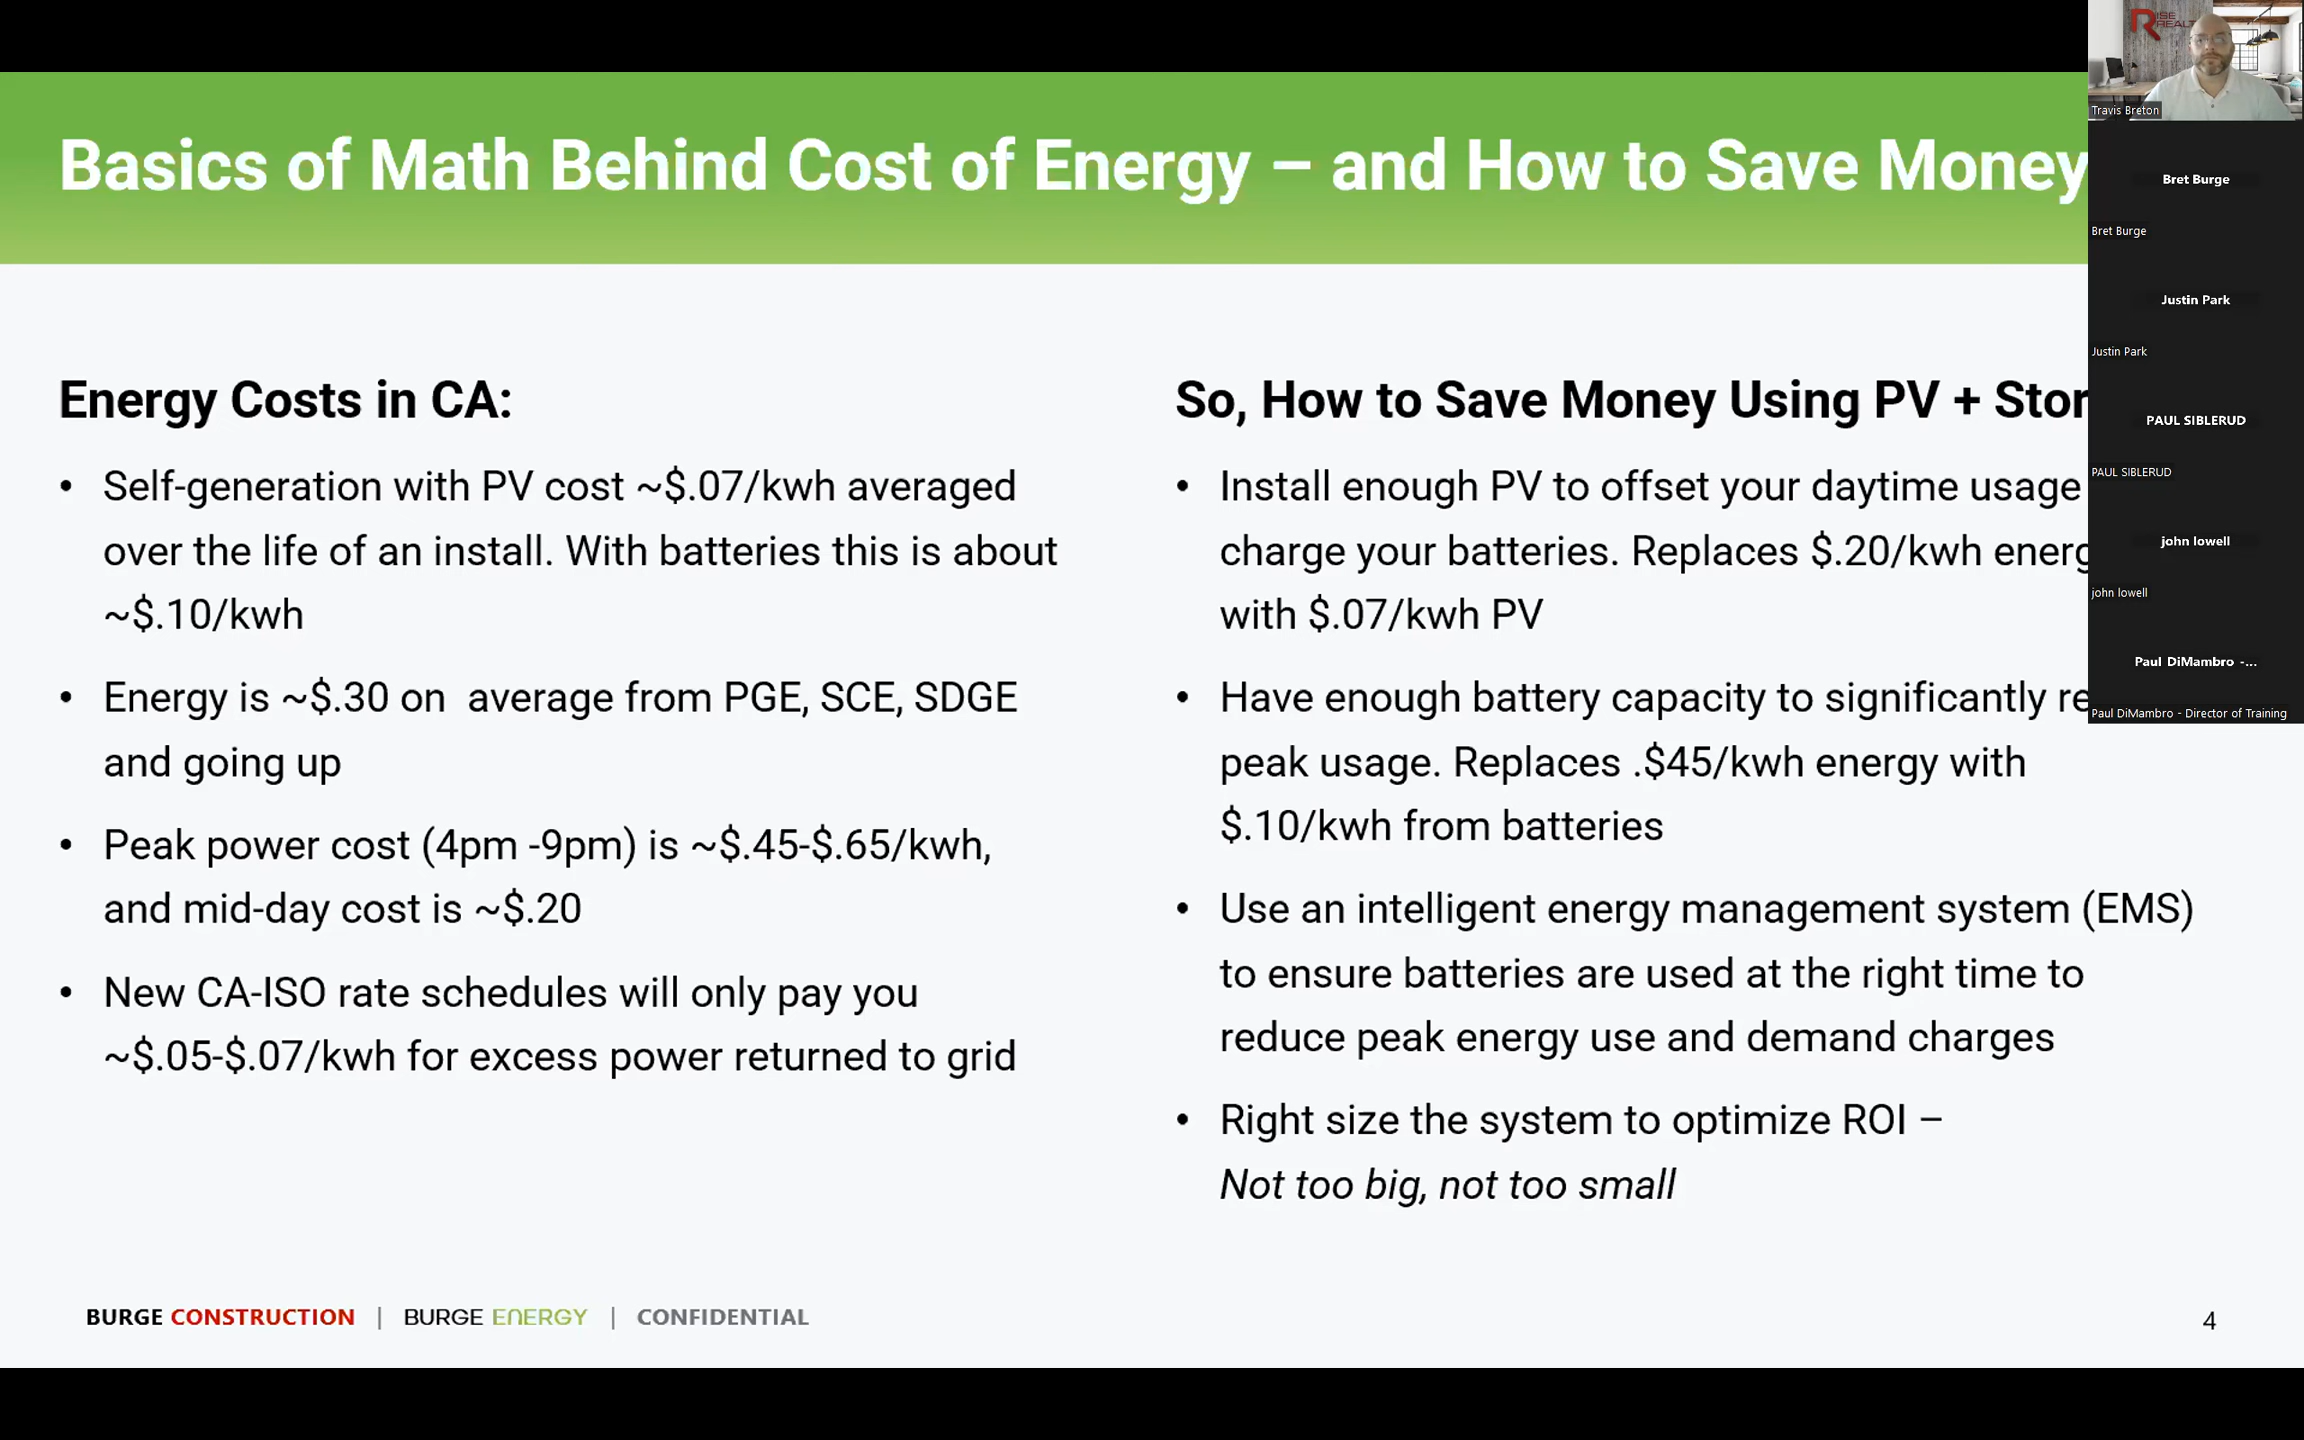 Basics of Math Behind Cost of Energy – and How to Save Money
Energy Costs in CA:
• Self-generation with PV cost ~$.07/kwh averaged
over the life of an install. With batteries this is about
~$.10/kwh
• Energy is ~$.30 on  average from PGE, SCE, SDGE
and going up
• Peak power cost (4pm -9pm) is ~$.45-$.65/kwh,
and mid-day cost is ~$.20
• New CA-ISO rate schedules will only pay you
~$.05-$.07/kwh for excess power returned to grid
So, How to Save Money Using PV +
• Install enough PV to offset your daytime usage
charge your batteries. Replaces $.20/kwh
with $.07/kwh PV
• Have enough battery capacity to significantly
peak usage. Replaces .$45/kwh energy with
$.10/kwh from batteries
• Use an intelligent energy management system (EMS)
to ensure batteries are used at the right time to
reduce peak energy use and demand charges
• Right size the system to optimize ROI –
Not too big, not too small
BURGE CONSTRUCTION | BURGE ENERGY | CONFIDENTIAL
4
RISE
Travis Breton
Bret Burge
Bret Burge
Justin Park
Justin Park
PAUL SIBLERUD
PAUL SIBLERUD
john lowell
john lowell
Paul DiMambro -...
Paul DiMambro - Director of Training